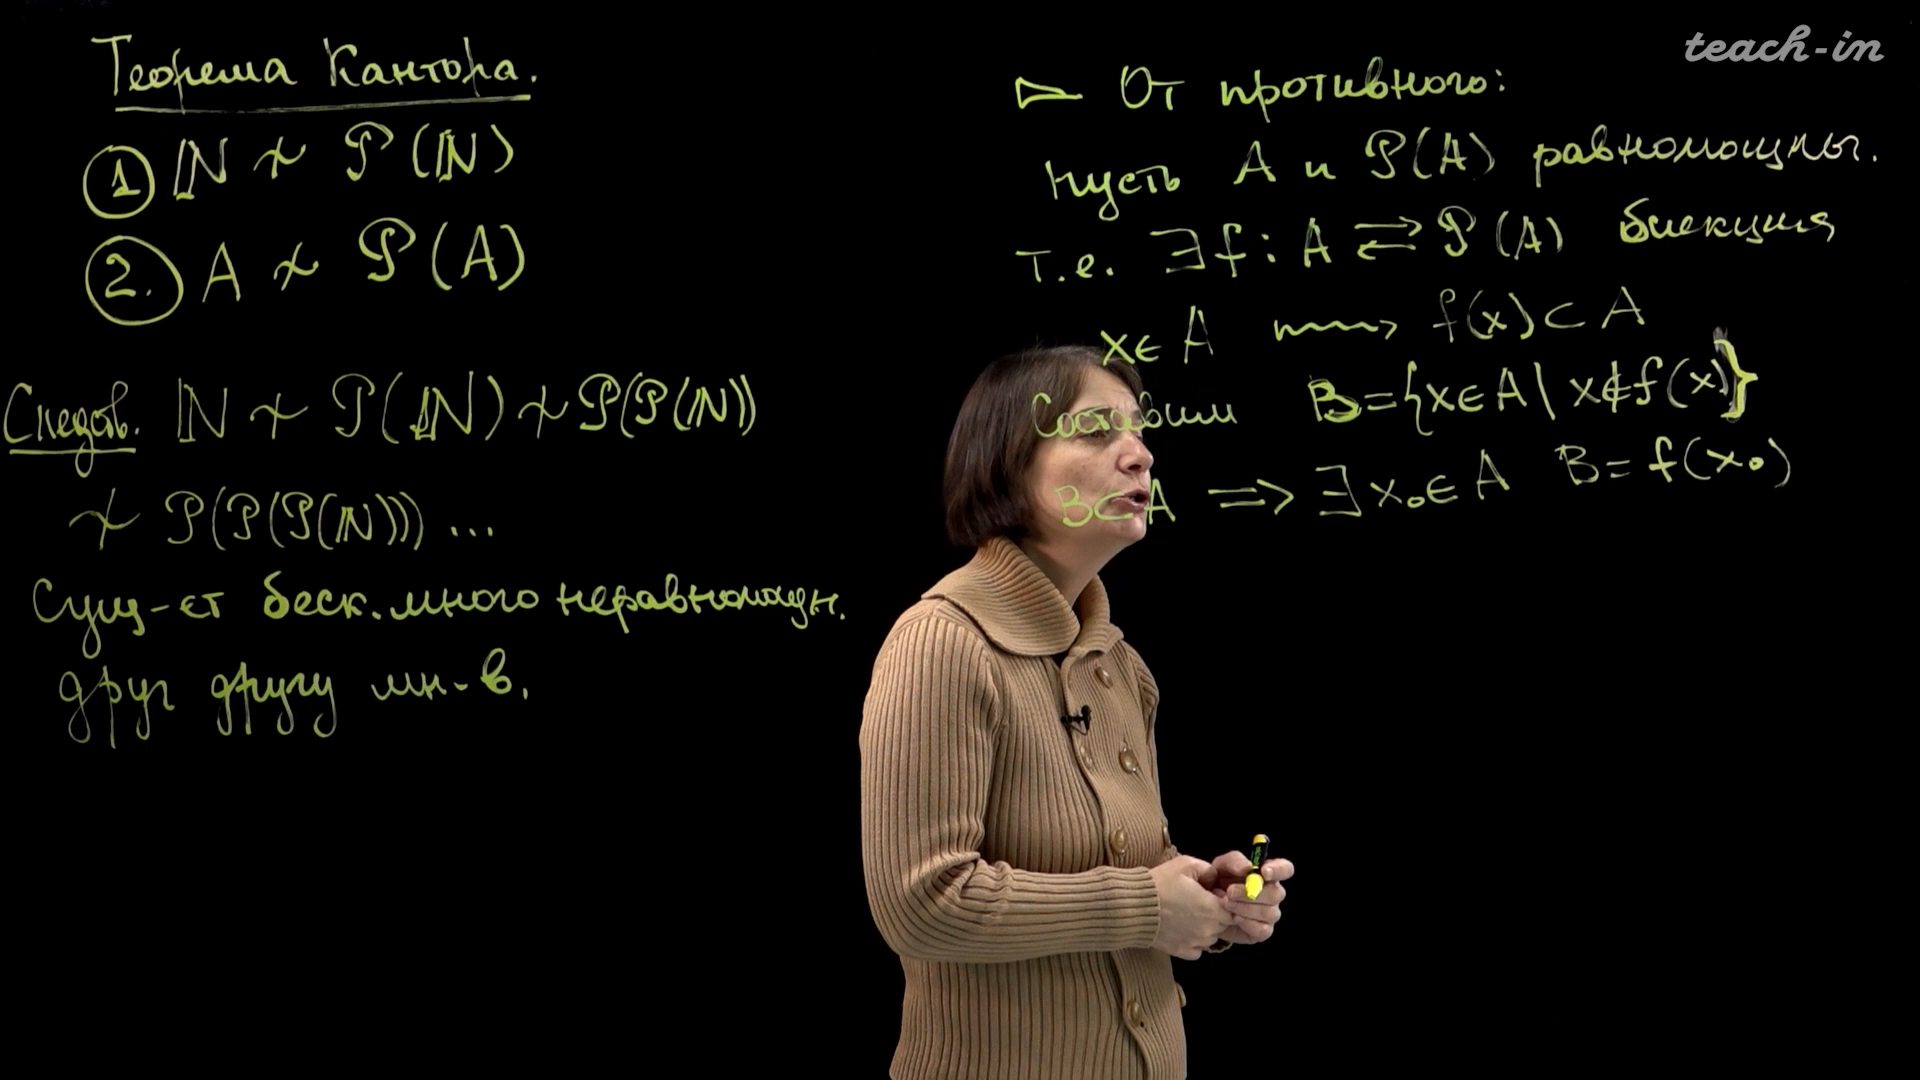 Теорема Кантора.
① ℕ ≁ 𝒫(ℕ)
②. A ≁ 𝒫(A)
Следств. ℕ ≁ 𝒫(ℕ) ≁ 𝒫(𝒫(ℕ))
≁ 𝒫(𝒫(𝒫(ℕ))) ...
Сущ-ет беск. много неравномощн.
друг другу мн-в.
teach-in
▷ От противного:
Пусть A и 𝒫(A) равномощны.
т.е. ∃ f : A ⇄ 𝒫(A) биекция
x∈A ⟿ f(x)⊂A
Составим B={x∈A | x∉f(x)}
B⊂A ⇒ ∃ x₀∈A B=f(x₀)